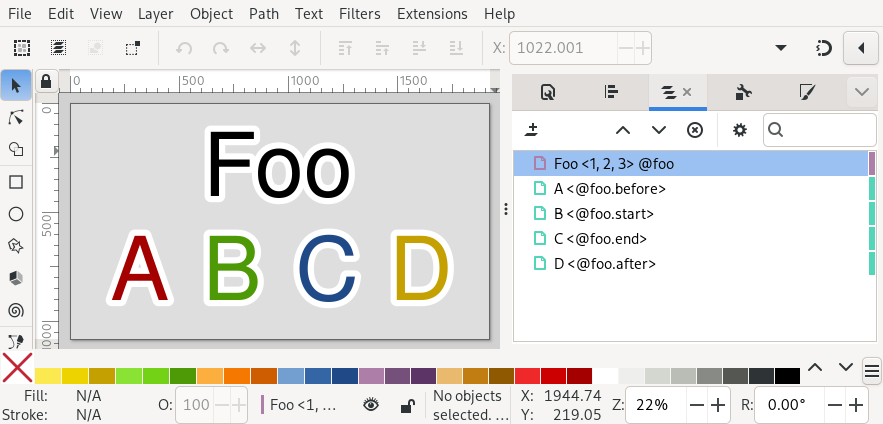 File Edit View Layer Object Path Text Filters Extensions Help
X: 1022.001
0 500 1000 1500
0
500
1000
Foo
A B C D
Foo <1, 2, 3> @foo
A <@foo.before>
B <@foo.start>
C <@foo.end>
D <@foo.after>
Fill: N/A
Stroke: N/A
O: 100
Foo <1, ...
No objects
selected. ...
X: 1944.74
Y: 219.05
Z: 22%
R: 0.00°